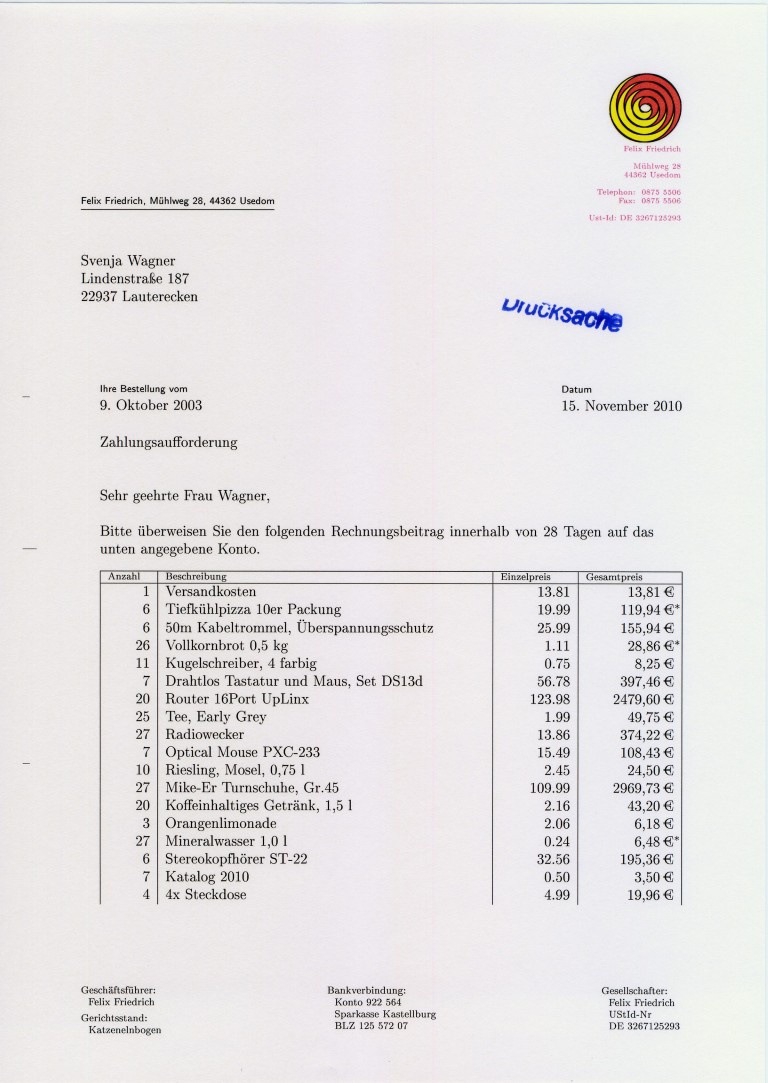 Felix Friedrich
Mühlweg 28
44362 Usedom
Telephon: 0875 5506
Fax: 0875 5506
Ust-Id: DE 3267125293
Felix Friedrich, Mühlweg 28, 44362 Usedom
Svenja Wagner
Lindenstraße 187
22937 Lauterecken
Drucksache
Ihre Bestellung vom Datum
9. Oktober 2003 15. November 2010
Zahlungsaufforderung
Sehr geehrte Frau Wagner,
Bitte überweisen Sie den folgenden Rechnungsbeitrag innerhalb von 28 Tagen auf das
unten angegebene Konto.
Anzahl Beschreibung Einzelpreis Gesamtpreis
1 Versandkosten 13.81 13,81 €
6 Tiefkühlpizza 10er Packung 19.99 119,94 €*
6 50m Kabeltrommel, Überspannungsschutz 25.99 155,94 €
26 Vollkornbrot 0,5 kg 1.11 28,86 €*
11 Kugelschreiber, 4 farbig 0.75 8,25 €
7 Drahtlos Tastatur und Maus, Set DS13d 56.78 397,46 €
20 Router 16Port UpLinx 123.98 2479,60 €
25 Tee, Early Grey 1.99 49,75 €
27 Radiowecker 13.86 374,22 €
7 Optical Mouse PXC-233 15.49 108,43 €
10 Riesling, Mosel, 0,75 l 2.45 24,50 €
27 Mike-Er Turnschuhe, Gr.45 109.99 2969,73 €
20 Koffeinhaltiges Getränk, 1,5 l 2.16 43,20 €
3 Orangenlimonade 2.06 6,18 €
27 Mineralwasser 1,0 l 0.24 6,48 €*
6 Stereokopfhörer ST-22 32.56 195,36 €
7 Katalog 2010 0.50 3,50 €
4 4x Steckdose 4.99 19,96 €
Geschäftsführer:
Felix Friedrich
Gerichtsstand:
Katzenelnbogen
Bankverbindung:
Konto 922 564
Sparkasse Kastellburg
BLZ 125 572 07
Gesellschafter:
Felix Friedrich
UStId-Nr
DE 3267125293